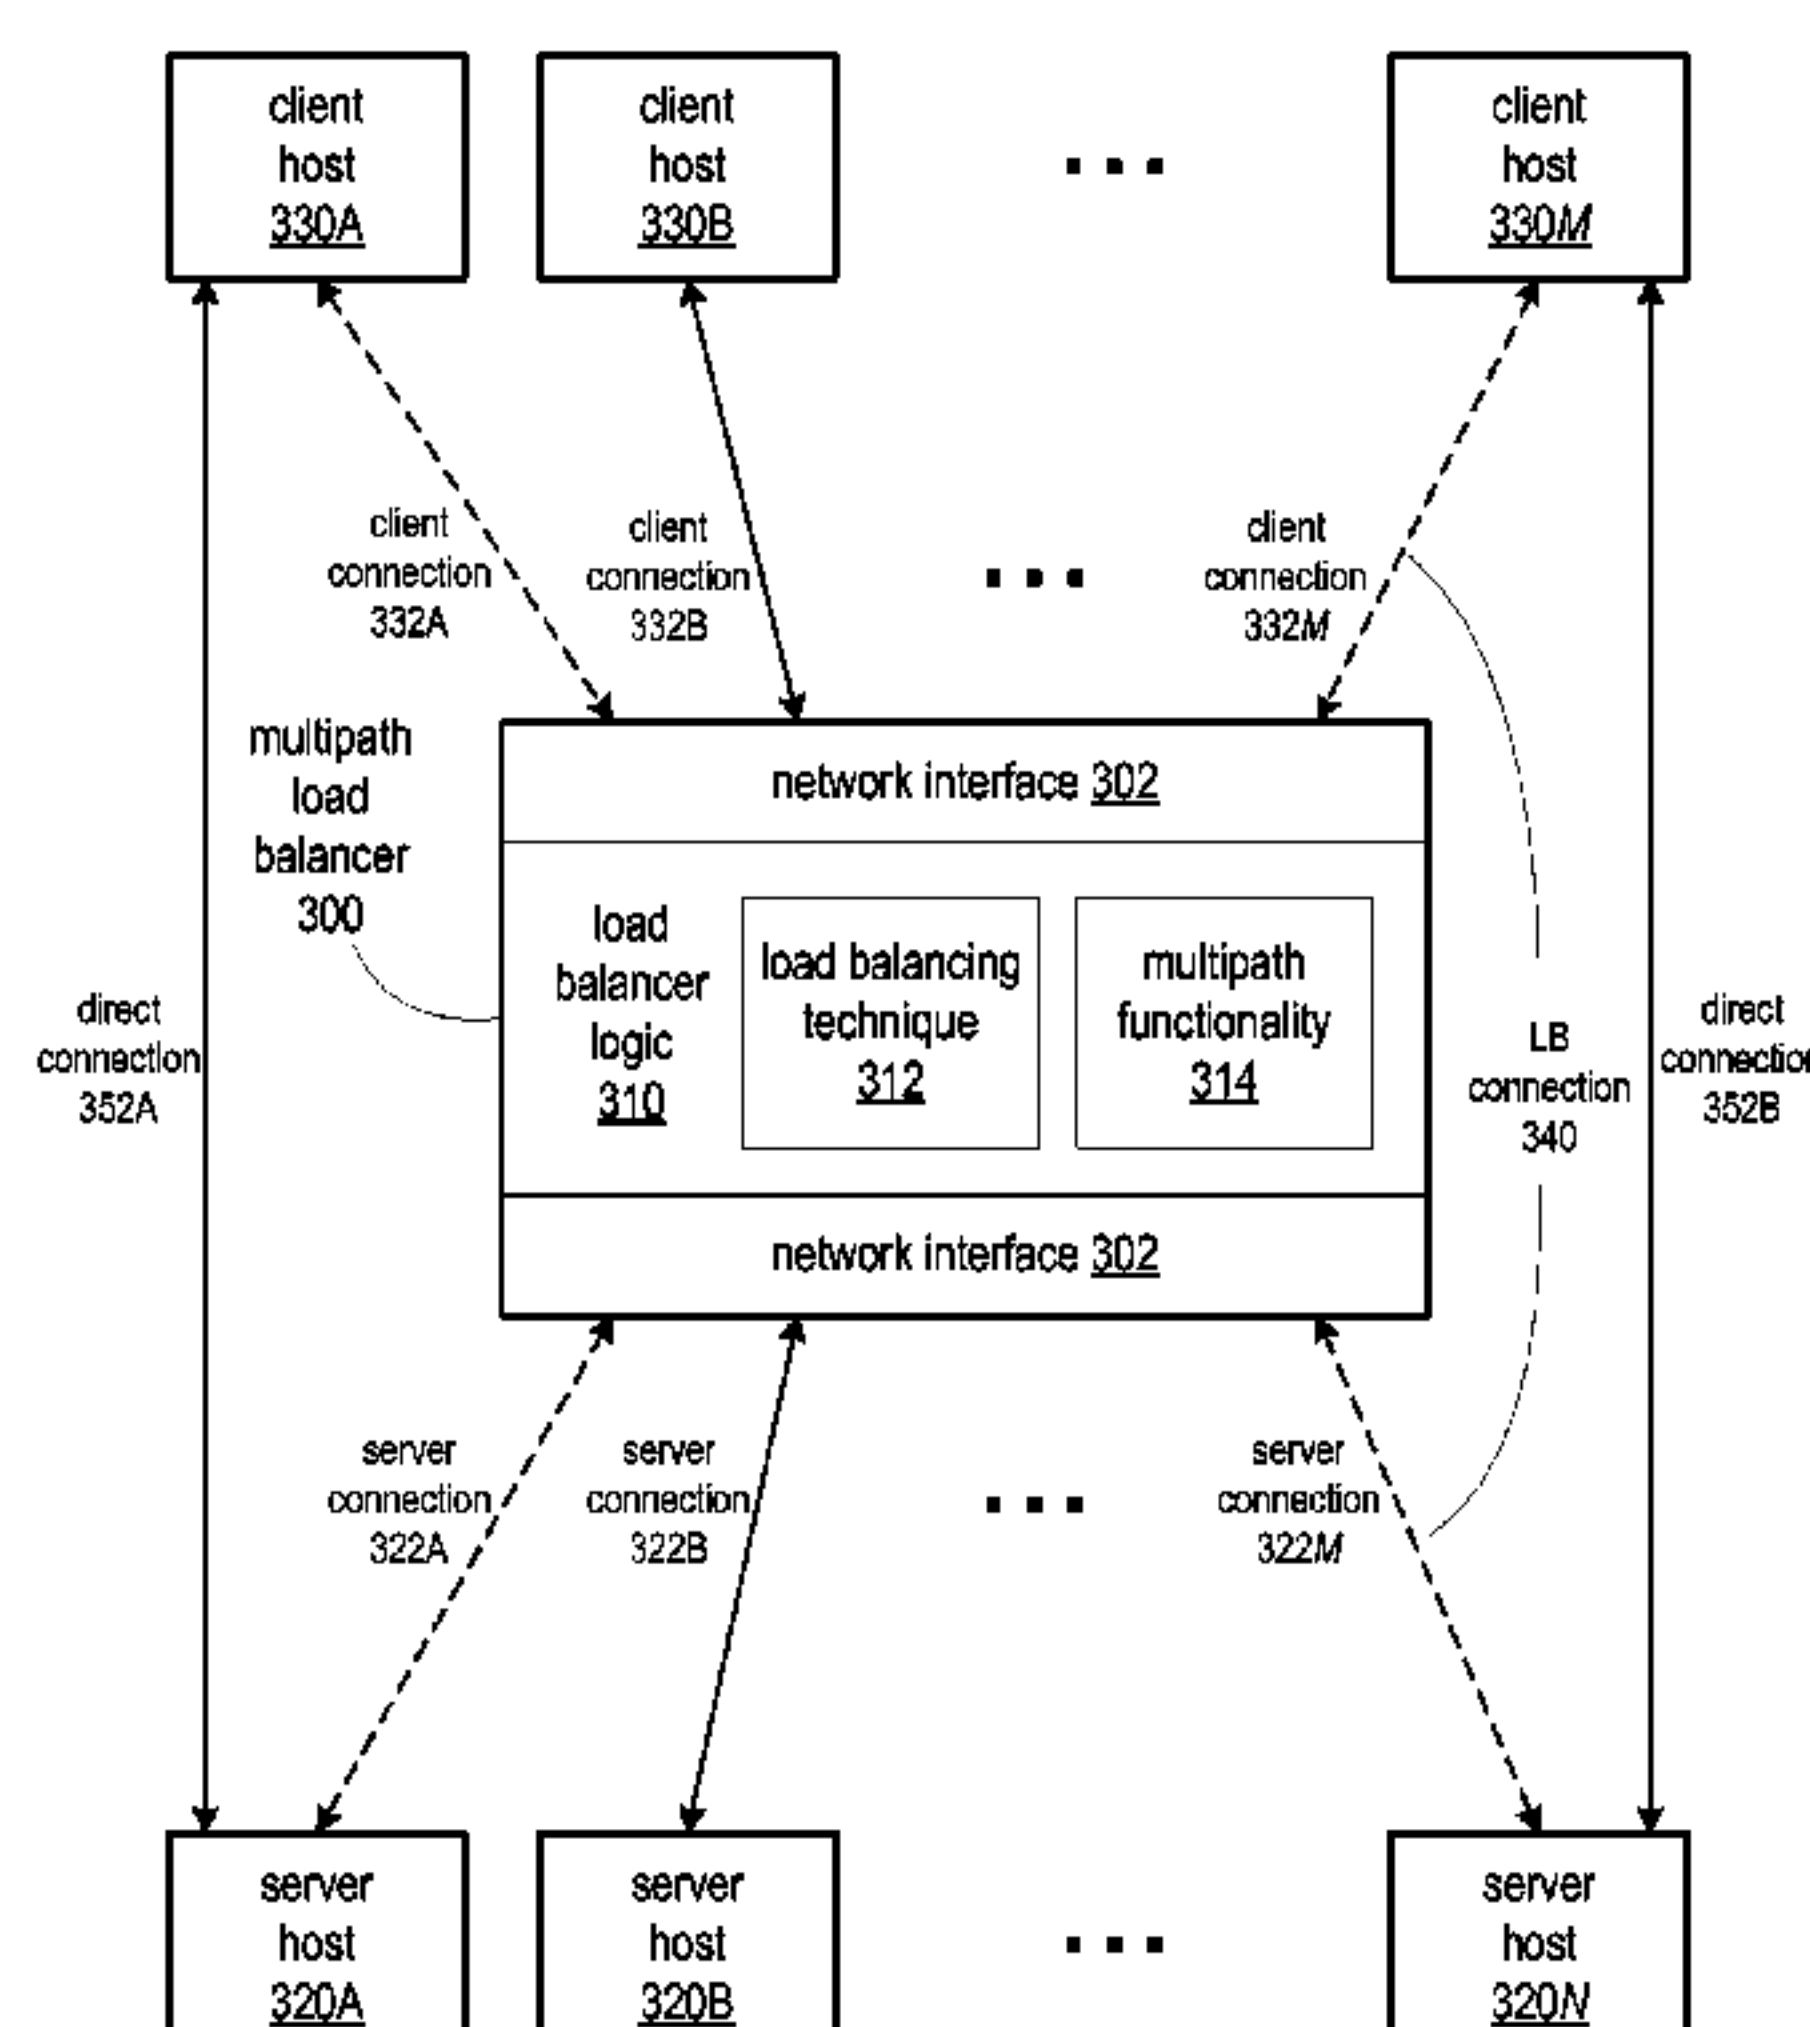 client
host
330A
client
host
330B
client
host
330M
client
connection
332A
client
connection
332B
client
connection
332M
multipath
load
balancer
300
network interface 302
load
balancer
logic
310
load balancing
technique
312
multipath
functionality
314
direct
connection
352A
LB
connection
340
direct
connection
352B
network interface 302
server
connection
322A
server
connection
322B
server
connection
322M
server
host
320A
server
host
320B
server
host
320N